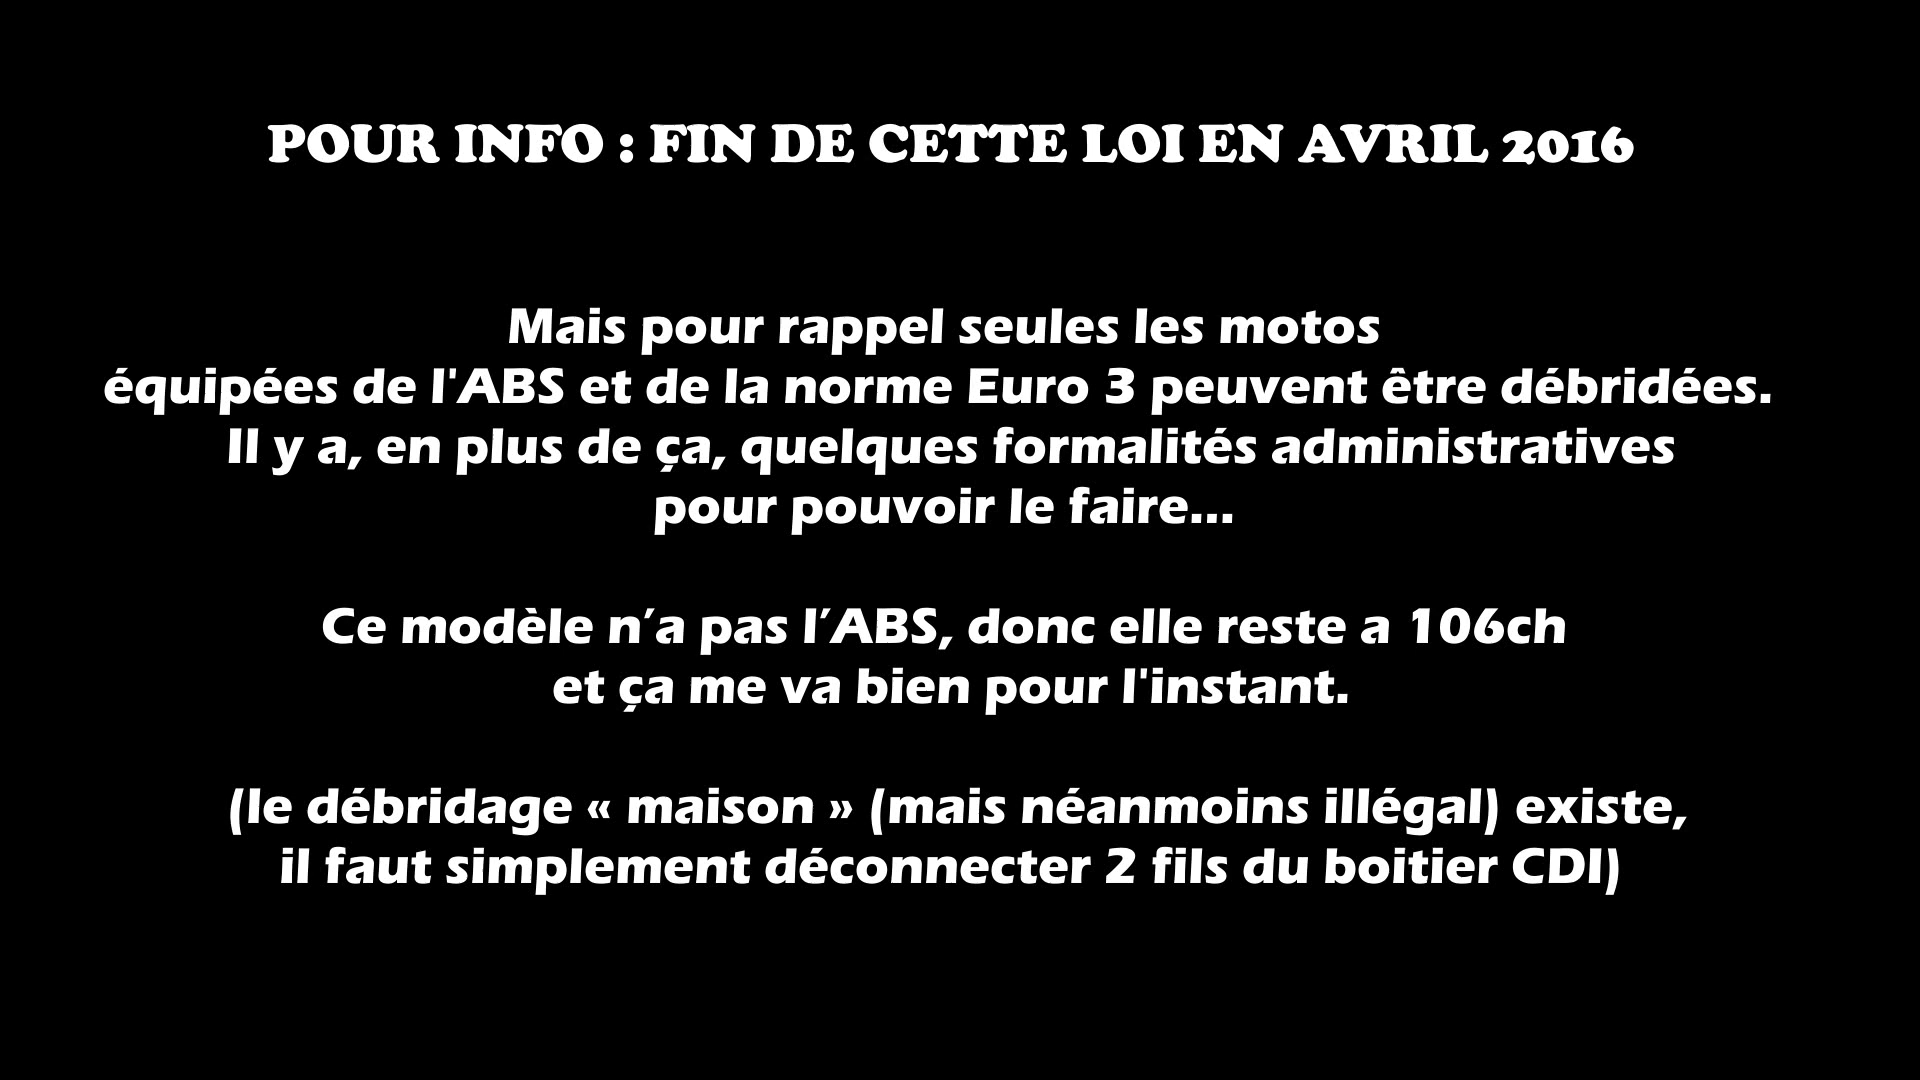 POUR INFO : FIN DE CETTE LOI EN AVRIL 2016
Mais pour rappel seules les motos
équipées de l'ABS et de la norme Euro 3 peuvent être débridées.
Il y a, en plus de ça, quelques formalités administratives
pour pouvoir le faire...
Ce modèle n’a pas l’ABS, donc elle reste a 106ch
et ça me va bien pour l'instant.
(le débridage « maison » (mais néanmoins illégal) existe,
il faut simplement déconnecter 2 fils du boitier CDI)